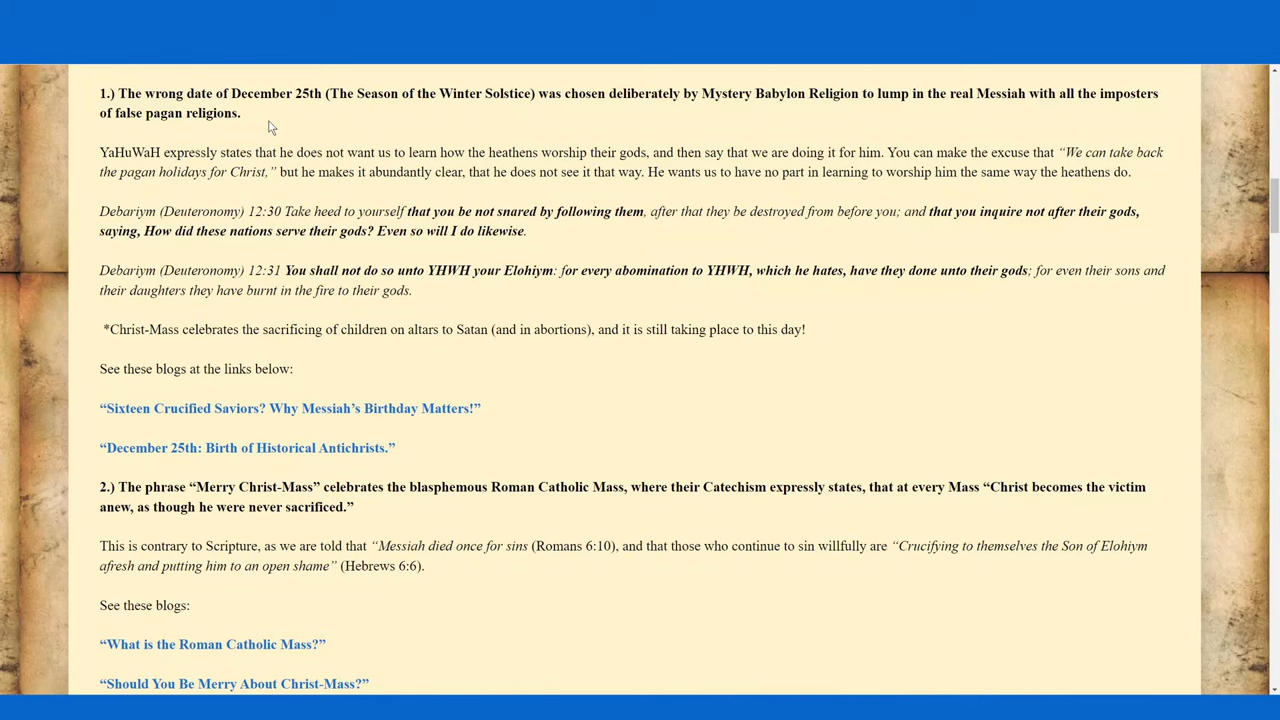 1.) The wrong date of December 25th (The Season of the Winter Solstice) was chosen deliberately by Mystery Babylon Religion to lump in the real Messiah with all the imposters
of false pagan religions.
YaHuWaH expressly states that he does not want us to learn how the heathens worship their gods, and then say that we are doing it for him. You can make the excuse that “We can take back
the pagan holidays for Christ,” but he makes it abundantly clear, that he does not see it that way. He wants us to have no part in learning to worship him the same way the heathens do.
Debariym (Deuteronomy) 12:30 Take heed to yourself that you be not snared by following them, after that they be destroyed from before you; and that you inquire not after their gods,
saying, How did these nations serve their gods? Even so will I do likewise.
Debariym (Deuteronomy) 12:31 You shall not do so unto YHWH your Elohiym: for every abomination to YHWH, which he hates, have they done unto their gods; for even their sons and
their daughters they have burnt in the fire to their gods.
*Christ-Mass celebrates the sacrificing of children on altars to Satan (and in abortions), and it is still taking place to this day!
See these blogs at the links below:
“Sixteen Crucified Saviors? Why Messiah’s Birthday Matters!”
“December 25th: Birth of Historical Antichrists.”
2.) The phrase “Merry Christ-Mass” celebrates the blasphemous Roman Catholic Mass, where their Catechism expressly states, that at every Mass “Christ becomes the victim
anew, as though he were never sacrificed.”
This is contrary to Scripture, as we are told that “Messiah died once for sins (Romans 6:10), and that those who continue to sin willfully are “Crucifying to themselves the Son of Elohiym
afresh and putting him to an open shame” (Hebrews 6:6).
See these blogs:
“What is the Roman Catholic Mass?”
“Should You Be Merry About Christ-Mass?”